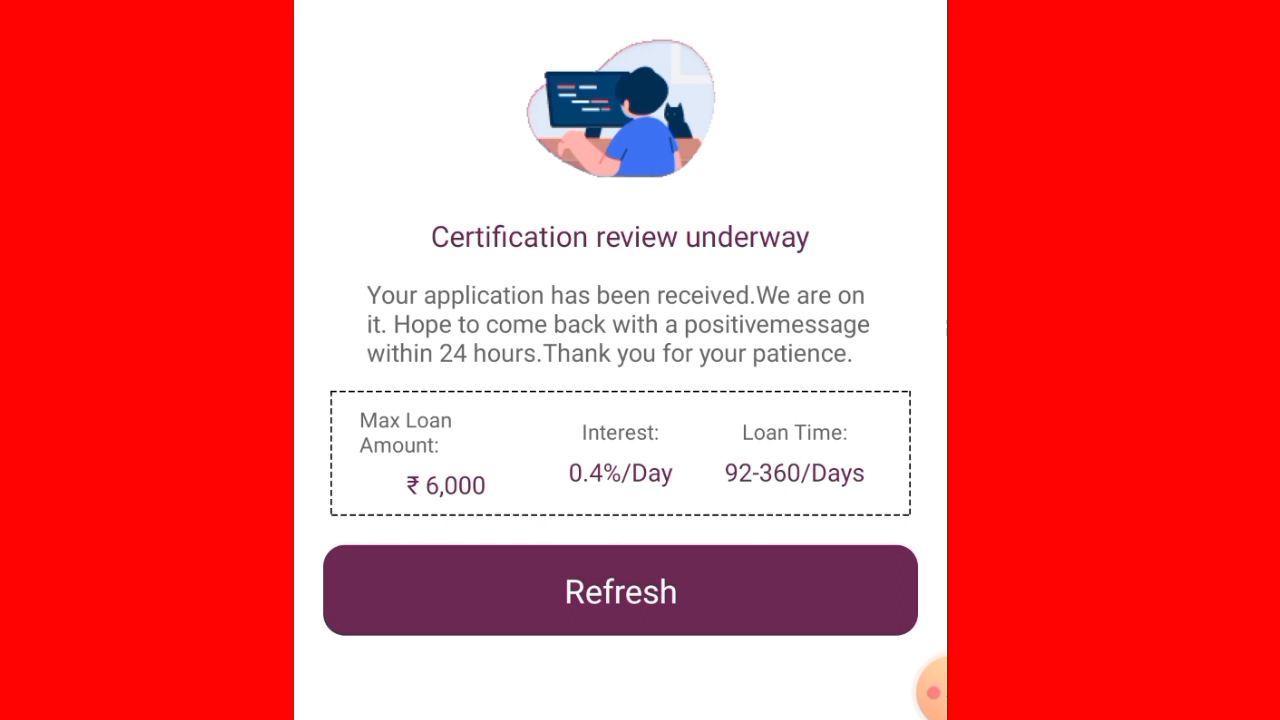 Certification review underway
Your application has been received.We are on
it. Hope to come back with a positivemessage
within 24 hours.Thank you for your patience.
Max Loan
Amount:
₹ 6,000
Interest:
0.4%/Day
Loan Time:
92-360/Days
Refresh